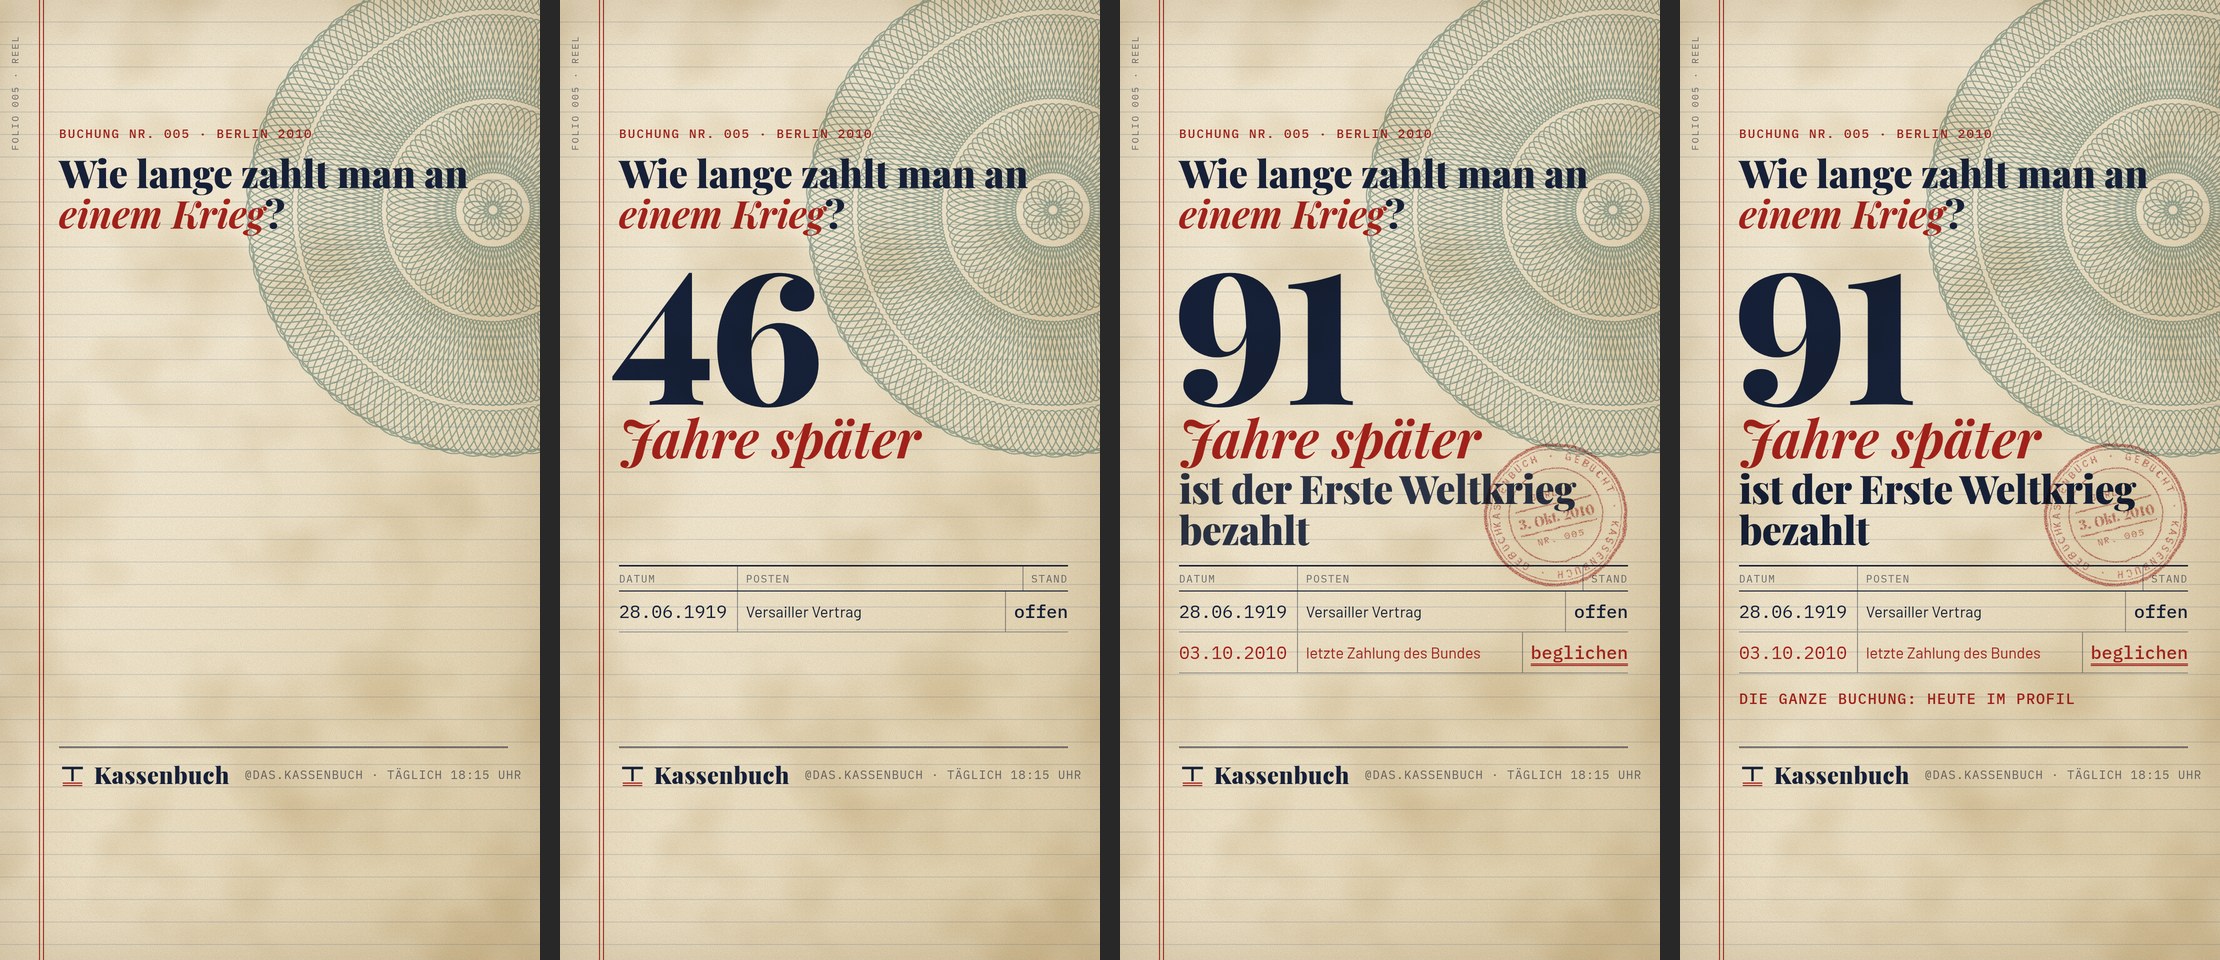 FOLIO 005 · REEL
BUCHUNG NR. 005 · BERLIN 2010
Wie lange zahlt man an
einem Krieg?
Kassenbuch @DAS.KASSENBUCH · TÄGLICH 18:15 UHR
FOLIO 005 · REEL
BUCHUNG NR. 005 · BERLIN 2010
Wie lange zahlt man an
einem Krieg?
46
Jahre später
DATUM POSTEN STAND
28.06.1919 Versailler Vertrag offen
Kassenbuch @DAS.KASSENBUCH · TÄGLICH 18:15 UHR
FOLIO 005 · REEL
BUCHUNG NR. 005 · BERLIN 2010
Wie lange zahlt man an
einem Krieg?
91
Jahre später
ist der Erste Weltkrieg
bezahlt
GEBUCHT · KASSENBUCH ·
3. Okt. 2010
NR. 005
DATUM POSTEN STAND
28.06.1919 Versailler Vertrag offen
03.10.2010 letzte Zahlung des Bundes beglichen
Kassenbuch @DAS.KASSENBUCH · TÄGLICH 18:15 UHR
FOLIO 005 · REEL
BUCHUNG NR. 005 · BERLIN 2010
Wie lange zahlt man an
einem Krieg?
91
Jahre später
ist der Erste Weltkrieg
bezahlt
GEBUCHT · KASSENBUCH ·
3. Okt. 2010
NR. 005
DATUM POSTEN STAND
28.06.1919 Versailler Vertrag offen
03.10.2010 letzte Zahlung des Bundes beglichen
DIE GANZE BUCHUNG: HEUTE IM PROFIL
Kassenbuch @DAS.KASSENBUCH · TÄGLICH 18:15 UHR